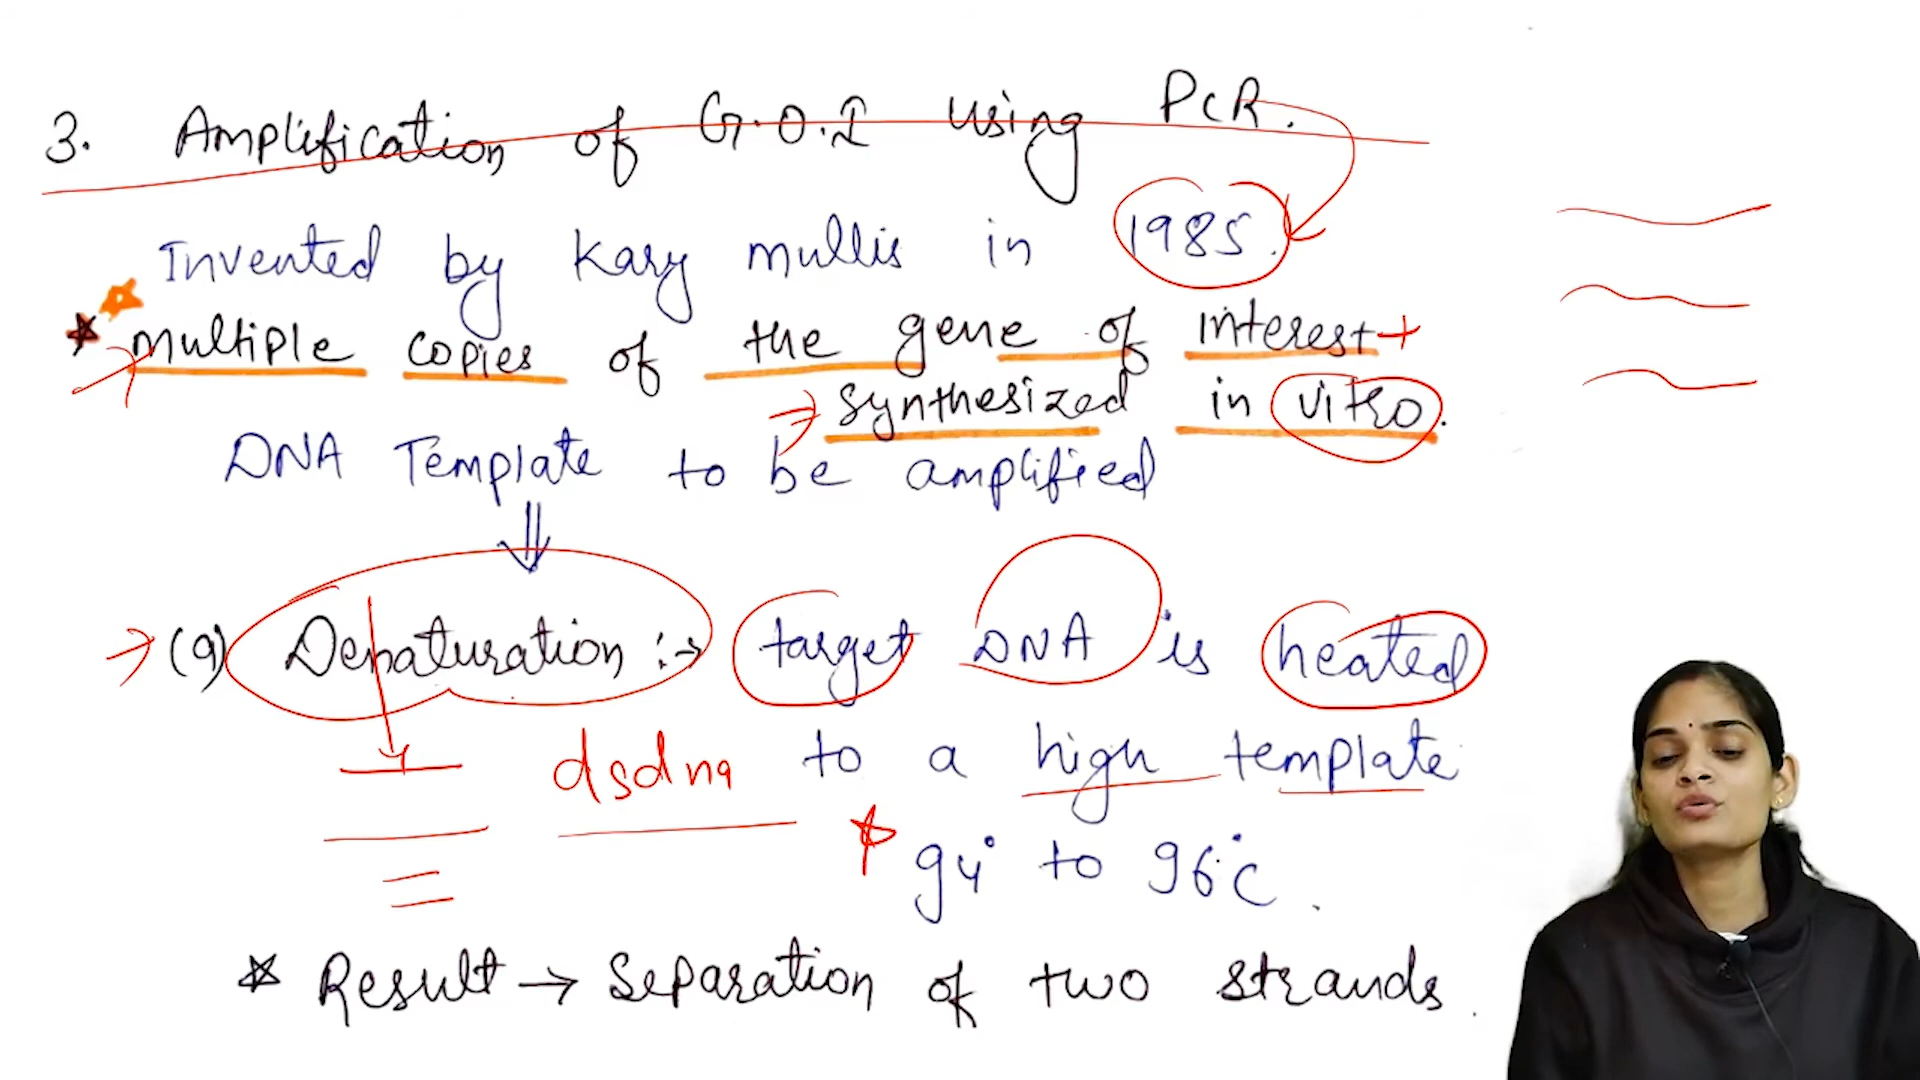 3. Amplification of G.O.I using PCR.
Invented by Kary mullis in 1985.
multiple copies of the gene of interest
synthesized in vitro.
DNA Template to be amplified
(a) Denaturation :→ target DNA is heated
dsdna to a high template
94° to 96°C.
Result → Separation of two strands.